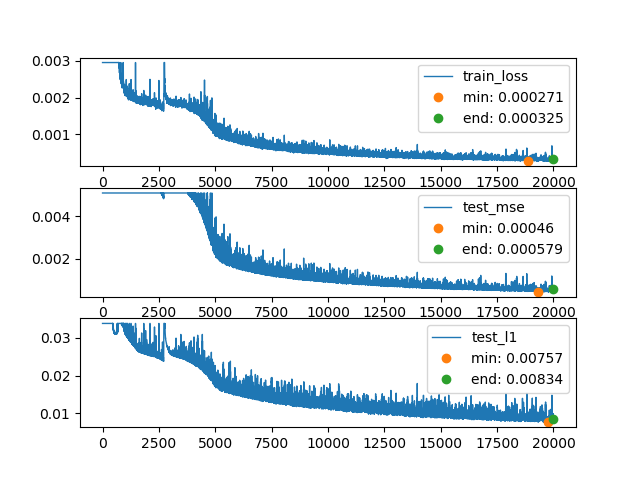 0.003
0.002
0.001
train_loss
min: 0.000271
end: 0.000325
0 2500 5000 7500 10000 12500 15000 17500 20000
0.004
0.002
test_mse
min: 0.00046
end: 0.000579
0 2500 5000 7500 10000 12500 15000 17500 20000
0.03
0.02
0.01
test_l1
min: 0.00757
end: 0.00834
0 2500 5000 7500 10000 12500 15000 17500 20000